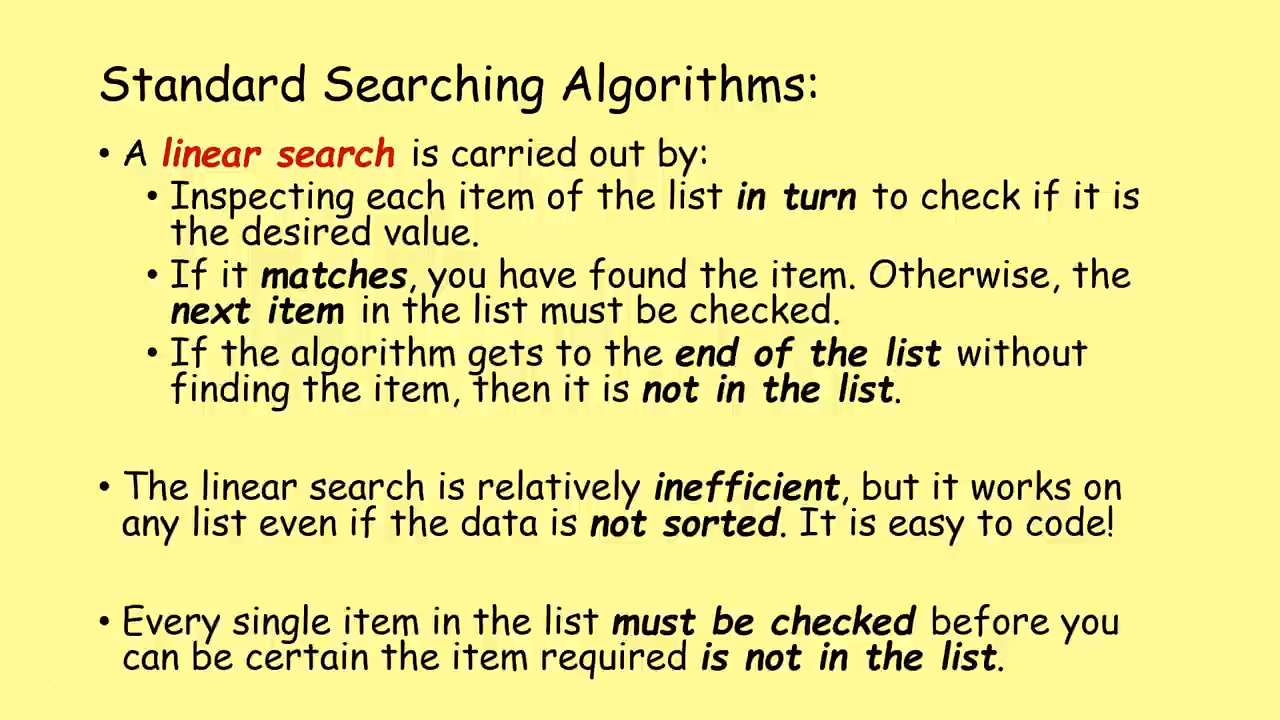 Standard Searching Algorithms:
• A linear search is carried out by:
• Inspecting each item of the list in turn to check if it is
the desired value.
• If it matches, you have found the item. Otherwise, the
next item in the list must be checked.
• If the algorithm gets to the end of the list without
finding the item, then it is not in the list.
• The linear search is relatively inefficient, but it works on
any list even if the data is not sorted. It is easy to code!
• Every single item in the list must be checked before you
can be certain the item required is not in the list.